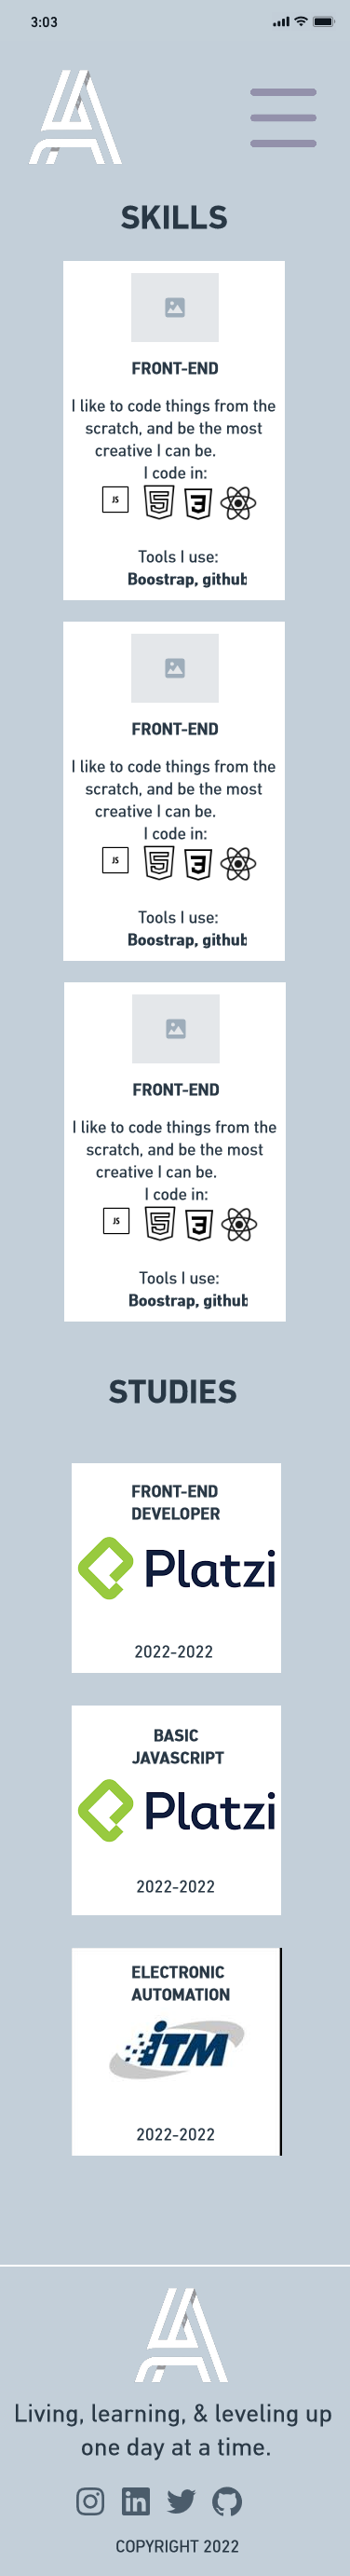 3:03
SKILLS
FRONT-END
I like to code things from the
scratch, and be the most
creative I can be.
I code in:
JS 5 3
Tools I use:
Boostrap, github
FRONT-END
I like to code things from the
scratch, and be the most
creative I can be.
I code in:
JS 5 3
Tools I use:
Boostrap, github
FRONT-END
I like to code things from the
scratch, and be the most
creative I can be.
I code in:
JS 5 3
Tools I use:
Boostrap, github
STUDIES
FRONT-END
DEVELOPER
Platzi
2022-2022
BASIC
JAVASCRIPT
Platzi
2022-2022
ELECTRONIC
AUTOMATION
iTM
2022-2022
Living, learning, & leveling up
one day at a time.
in
COPYRIGHT 2022